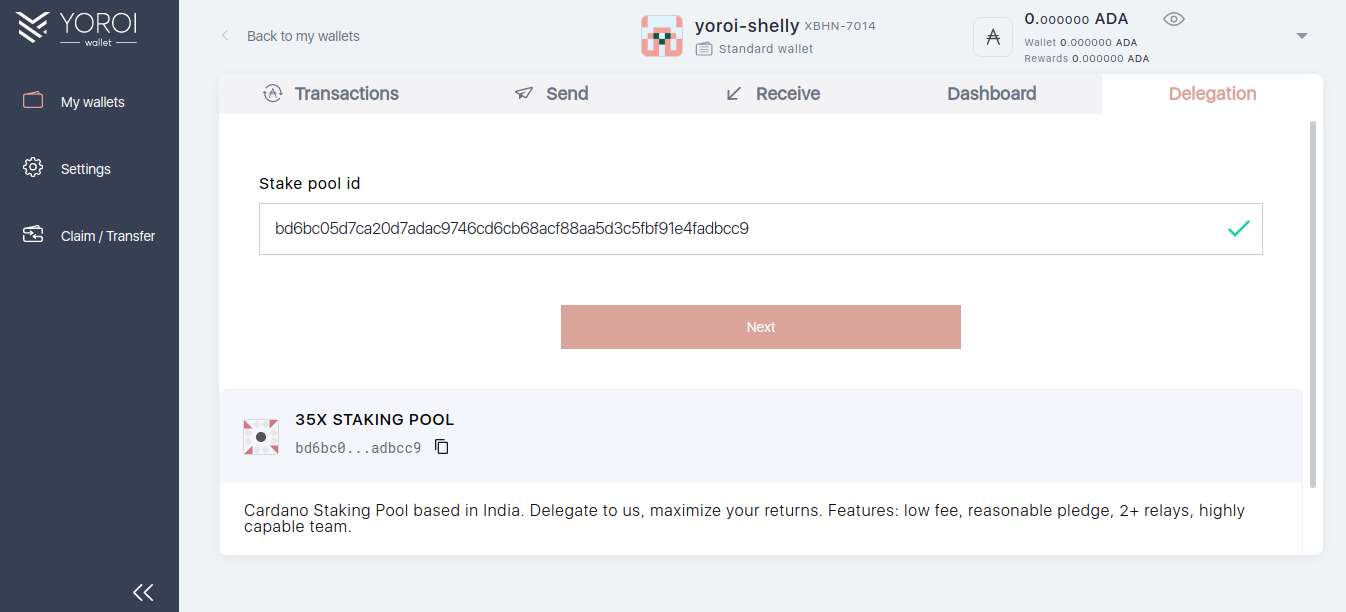 YOROI
wallet
My wallets
Settings
Claim / Transfer
Back to my wallets
yoroi-shelly XBHN-7014
Standard wallet
0.000000 ADA
Wallet 0.000000 ADA
Rewards 0.000000 ADA
Transactions
Send
Receive
Dashboard
Delegation
Stake pool id
bd6bc05d7ca20d7adac9746cd6cb68acf88aa5d3c5fbf91e4fadbcc9
Next
35X STAKING POOL
bd6bc0...adbcc9
Cardano Staking Pool based in India. Delegate to us, maximize your returns. Features: low fee, reasonable pledge, 2+ relays, highly
capable team.